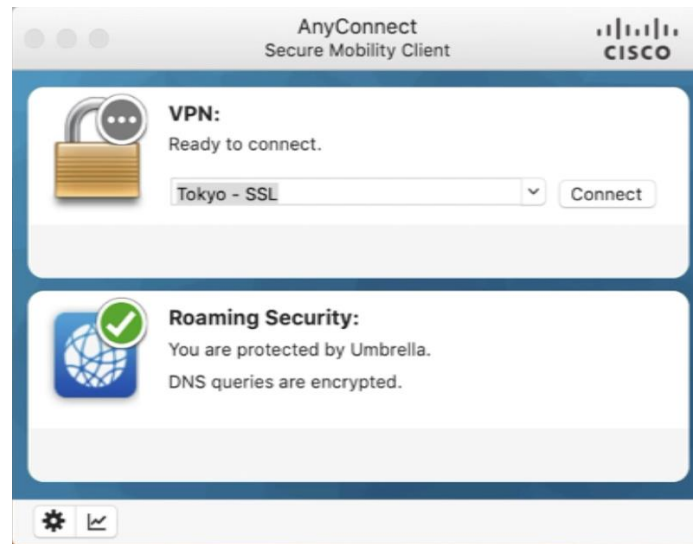 AnyConnect
Secure Mobility Client
CISCO
VPN:
Ready to connect.
Tokyo - SSL
Connect
Roaming Security:
You are protected by Umbrella.
DNS queries are encrypted.